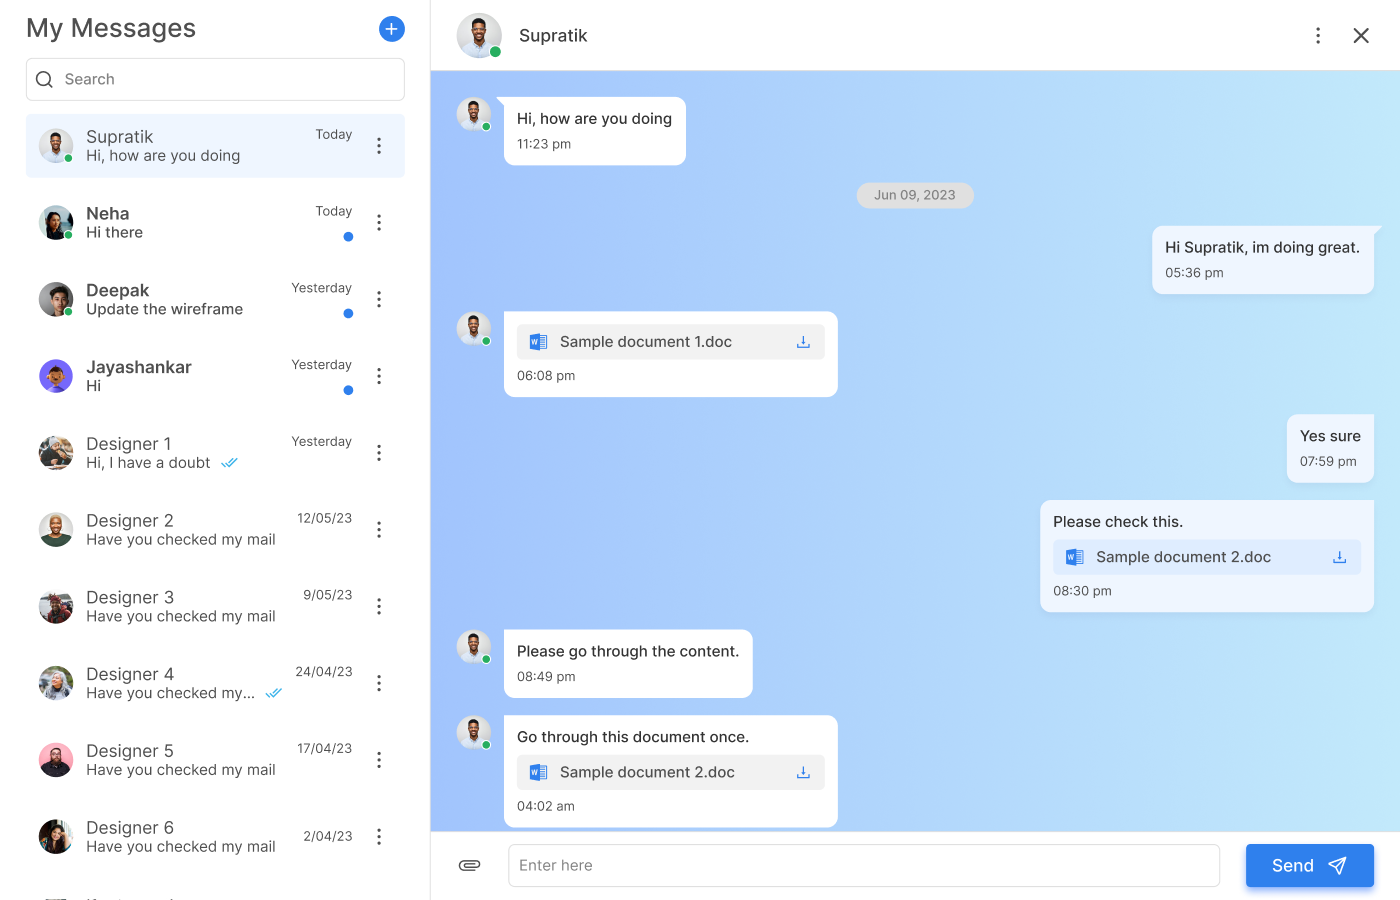 My Messages
Search
Supratik
Today
Hi, how are you doing
Neha
Today
Hi there
Deepak
Yesterday
Update the wireframe
Jayashankar
Yesterday
Hi
Designer 1
Yesterday
Hi, I have a doubt
Designer 2
12/05/23
Have you checked my mail
Designer 3
9/05/23
Have you checked my mail
Designer 4
24/04/23
Have you checked my...
Designer 5
17/04/23
Have you checked my mail
Designer 6
2/04/23
Have you checked my mail
Supratik
Hi, how are you doing
11:23 pm
Jun 09, 2023
Hi Supratik, im doing great.
05:36 pm
Sample document 1.doc
06:08 pm
Yes sure
07:59 pm
Please check this.
Sample document 2.doc
08:30 pm
Please go through the content.
08:49 pm
Go through this document once.
Sample document 2.doc
04:02 am
Enter here
Send